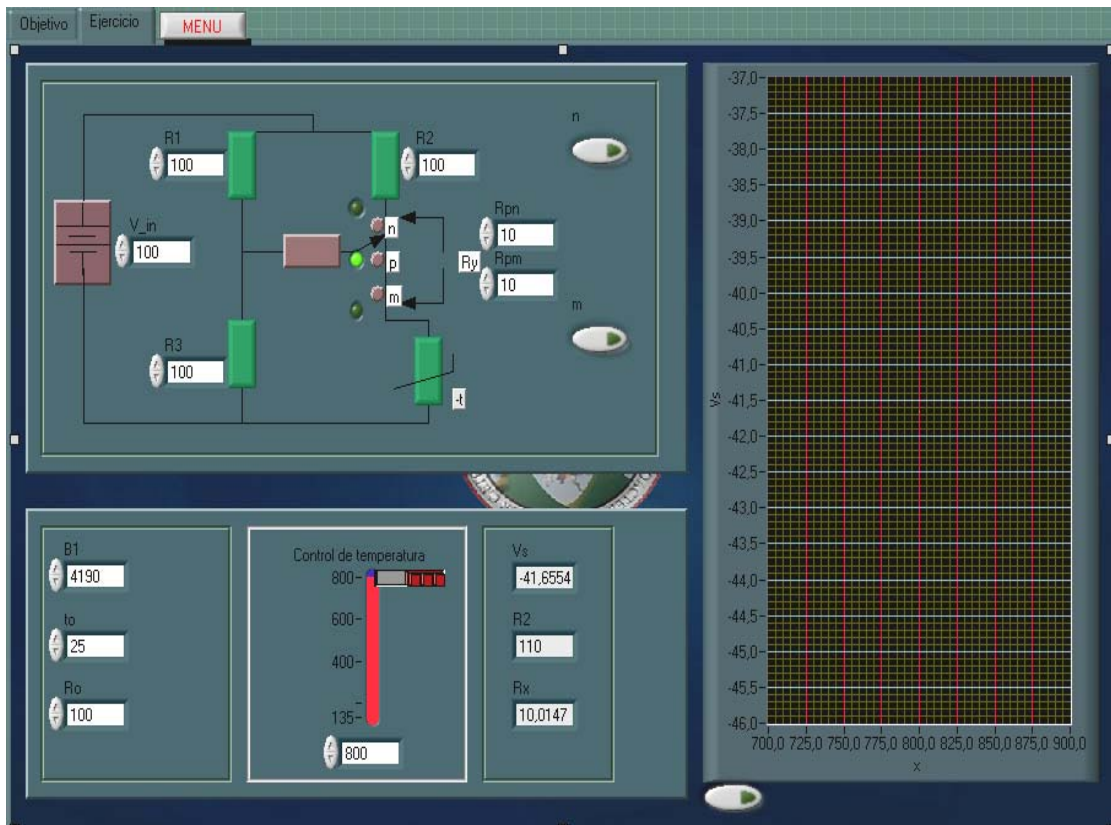 Objetivo
Ejercicio
MENU
R1
100
R2
100
V_in
100
R3
100
n
p
m
Ry
-t
Rpn
10
Rpm
10
n
m
B1
4190
to
25
Ro
100
Control de temperatura
800
600
400
135
800
Vs
-41,6554
R2
110
Rx
10,0147
Vs
-37,0
-37,5
-38,0
-38,5
-39,0
-39,5
-40,0
-40,5
-41,0
-41,5
-42,0
-42,5
-43,0
-43,5
-44,0
-44,5
-45,0
-45,5
-46,0
700,0 725,0 750,0 775,0 800,0 825,0 850,0 875,0 900,0
x